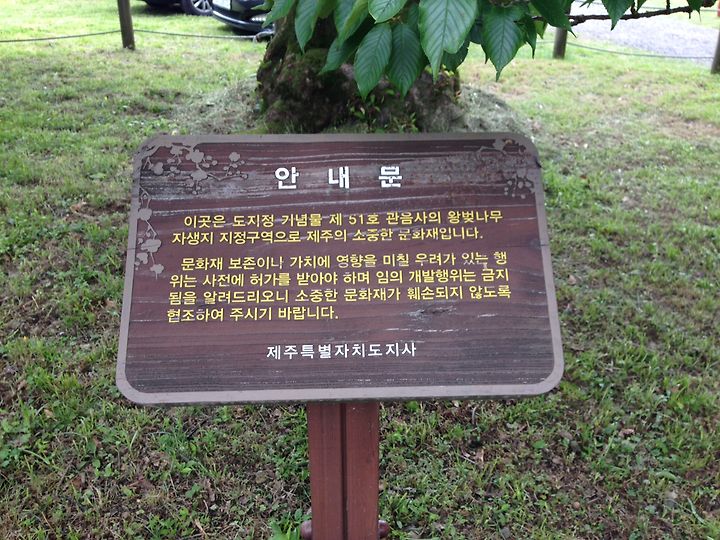 안 내 문
이곳은 도지정 기념물 제 51호 관음사의 왕벚나무
자생지 지정구역으로 제주의 소중한 문화재입니다.
문화재 보존이나 가치에 영향을 미칠 우려가 있는 행
위는 사전에 허가를 받아야 하며 임의 개발행위는 금지
됨을 알려드리오니 소중한 문화재가 훼손되지 않도록
협조하여 주시기 바랍니다.
제주특별자치도지사